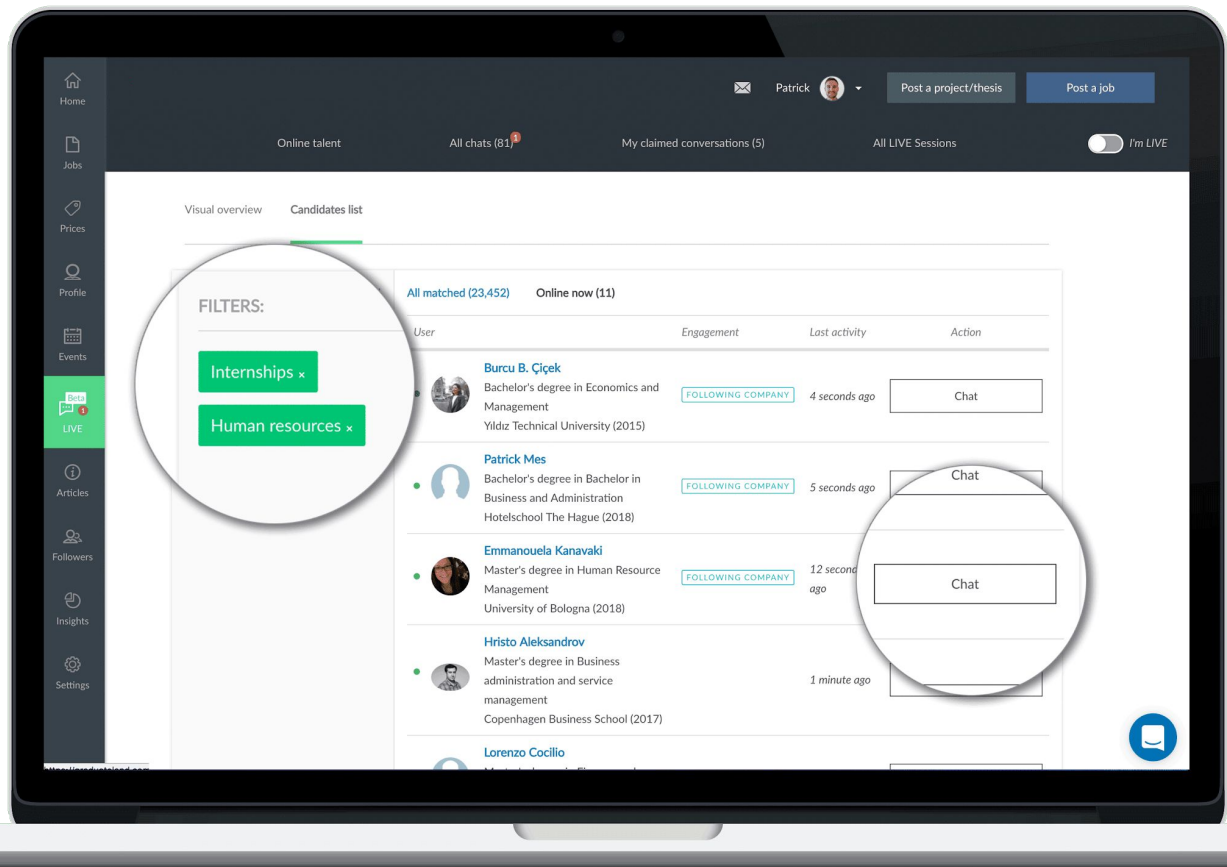 Home
Jobs
Prices
Profile
Events
Beta
1
LIVE
Articles
Followers
Insights
Settings
Patrick
Post a project/thesis
Post a job
Online talent
All chats (81)
1
My claimed conversations (5)
All LIVE Sessions
I'm LIVE
Visual overview
Candidates list
FILTERS:
Internships ×
Human resources ×
All matched (23,452)
Online now (11)
User
Engagement
Last activity
Action
Burcu B. Çiçek
Bachelor's degree in Economics and
Management
Yıldız Technical University (2015)
FOLLOWING COMPANY
4 seconds ago
Chat
Patrick Mes
Bachelor's degree in Bachelor in
Business and Administration
Hotelschool The Hague (2018)
FOLLOWING COMPANY
5 seconds ago
Chat
Emmanouela Kanavaki
Master's degree in Human Resource
Management
University of Bologna (2018)
FOLLOWING COMPANY
12
ago
Chat
Hristo Aleksandrov
Master's degree in Business
administration and service
management
Copenhagen Business School (2017)
1 minute ago
Lorenzo Cocilio